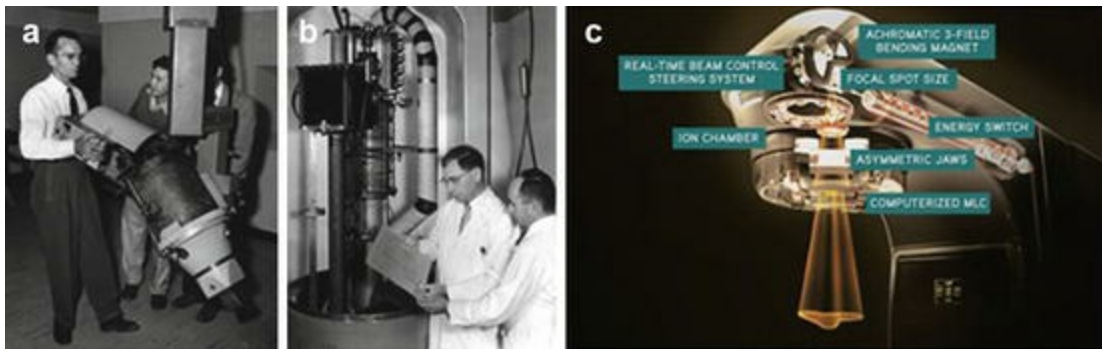 a
b
c
ACHROMATIC 3-FIELD
BENDING MAGNET
REAL-TIME BEAM CONTROL
STEERING SYSTEM
FOCAL SPOT SIZE
ENERGY SWITCH
ION CHAMBER
ASYMMETRIC JAWS
COMPUTERIZED MLC